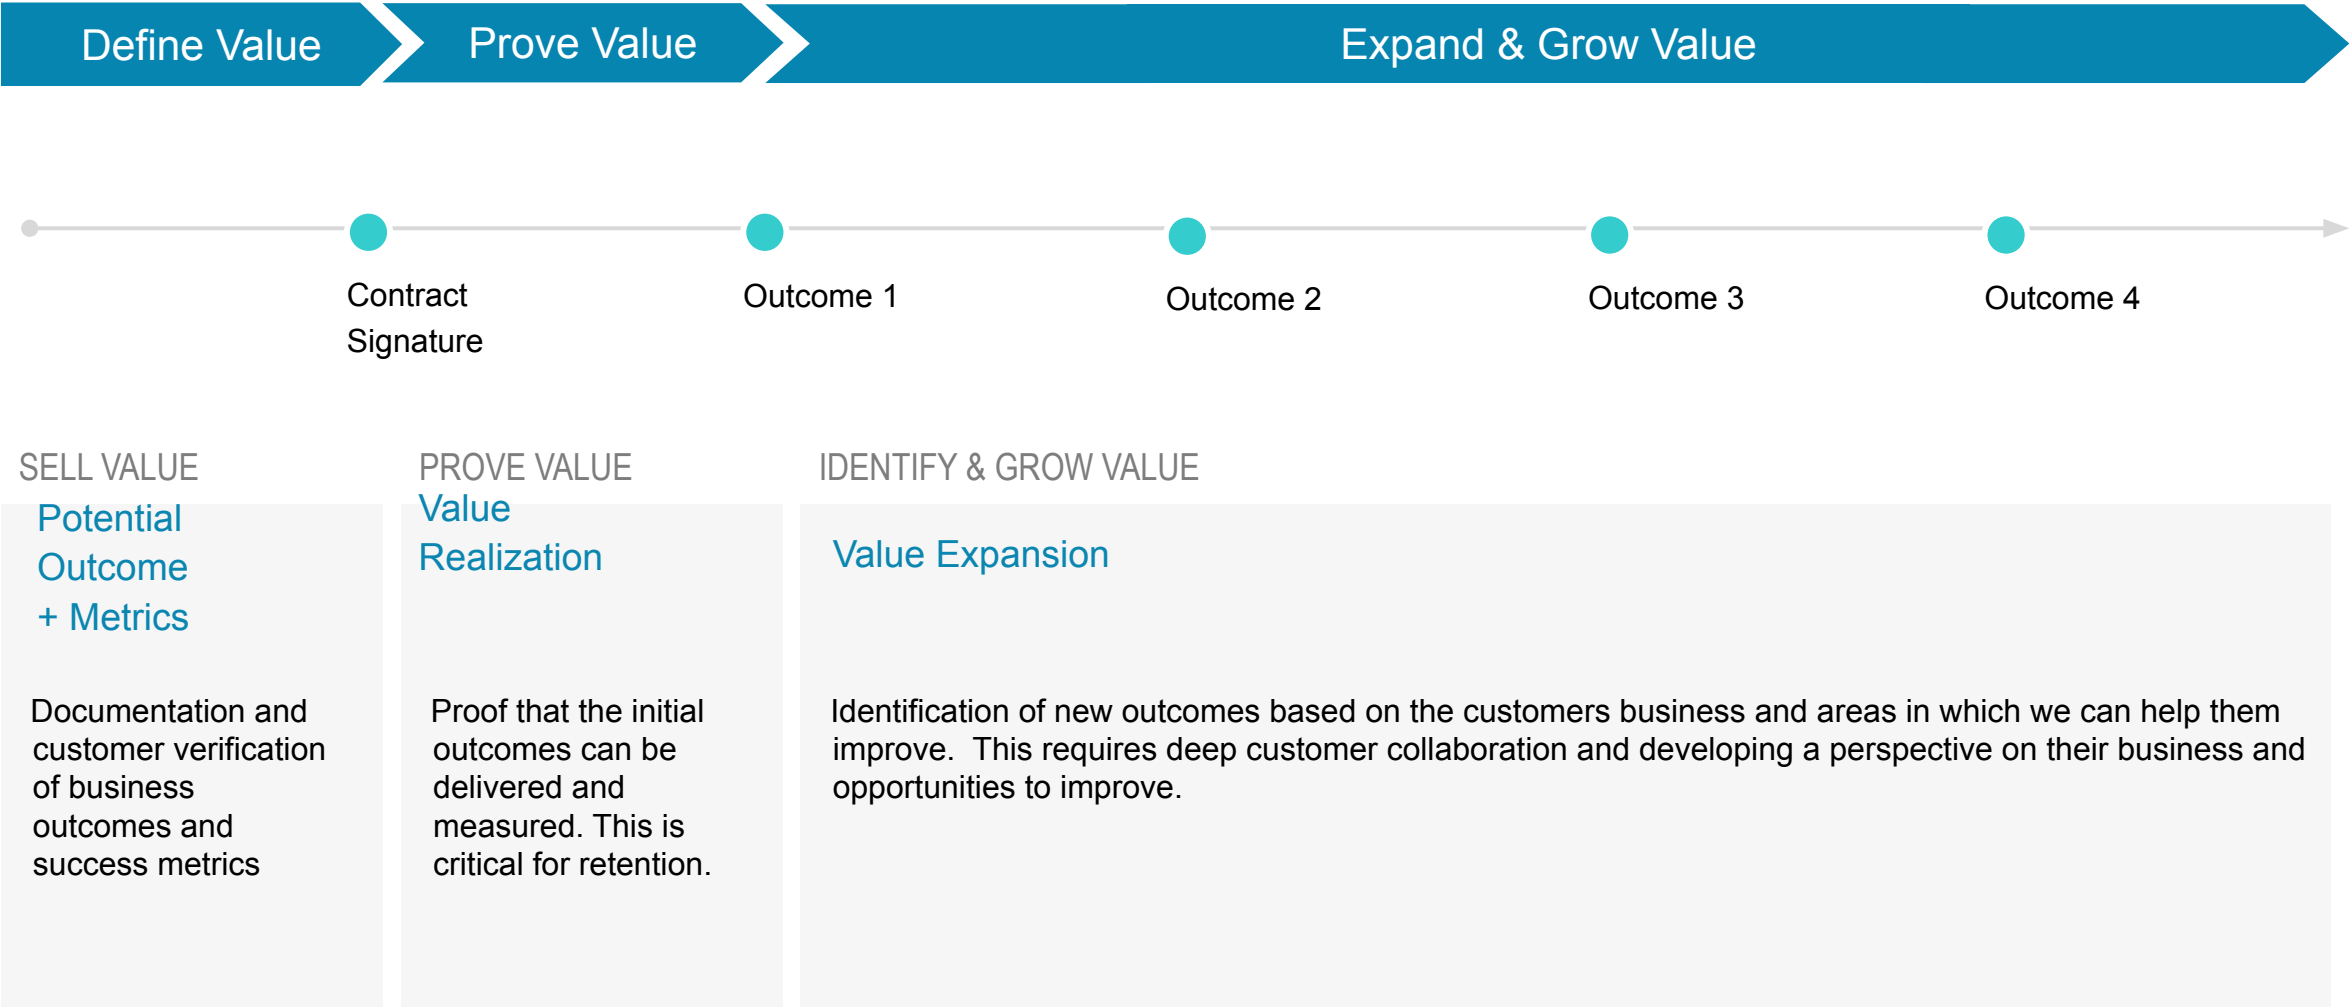 Define Value
Prove Value
Expand & Grow Value
Contract
Signature
Outcome 1
Outcome 2
Outcome 3
Outcome 4
SELL VALUE
Potential
Outcome
+ Metrics
Documentation and
customer verification
of business
outcomes and
success metrics
PROVE VALUE
Value
Realization
Proof that the initial
outcomes can be
delivered and
measured. This is
critical for retention.
IDENTIFY & GROW VALUE
Value Expansion
Identification of new outcomes based on the customers business and areas in which we can help them
improve.  This requires deep customer collaboration and developing a perspective on their business and
opportunities to improve.